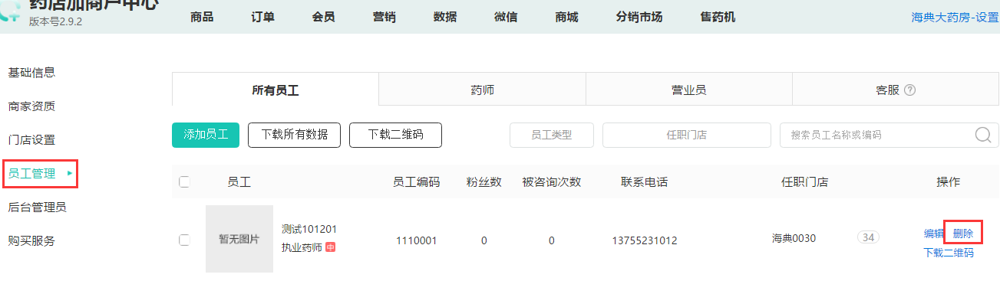 药店加商户中心
版本号2.9.2
商品 订单 会员 营销 数据 微信 商城 分销市场 售药机 海典大药房-设置
基础信息
商家资质
门店设置
员工管理
后台管理员
购买服务
所有员工 药师 营业员 客服 ?
添加员工 下载所有数据 下载二维码 员工类型 任职门店 搜索员工名称或编码
员工 员工编码 粉丝数 被咨询次数 联系电话 任职门店 操作
暂无图片
测试101201
执业药师 中
1110001 0 0 13755231012 海典0030 34
编辑 删除
下载二维码